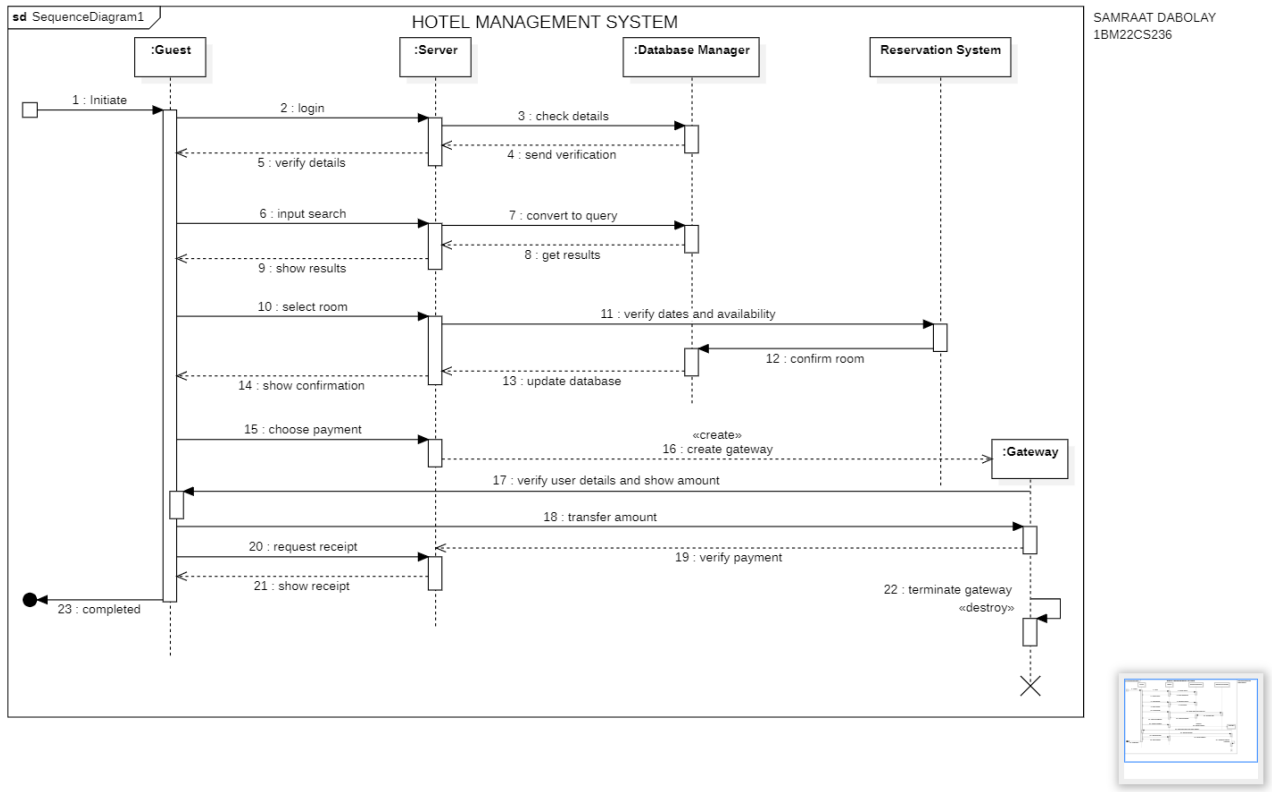 sd SequenceDiagram1
HOTEL MANAGEMENT SYSTEM
SAMRAAT DABOLAY
1BM22CS236
:Guest
:Server
:Database Manager
Reservation System
1 : Initiate
2 : login
3 : check details
4 : send verification
5 : verify details
6 : input search
7 : convert to query
8 : get results
9 : show results
10 : select room
11 : verify dates and availability
12 : confirm room
13 : update database
14 : show confirmation
15 : choose payment
«create»
16 : create gateway
:Gateway
17 : verify user details and show amount
18 : transfer amount
20 : request receipt
19 : verify payment
21 : show receipt
22 : terminate gateway
«destroy»
23 : completed